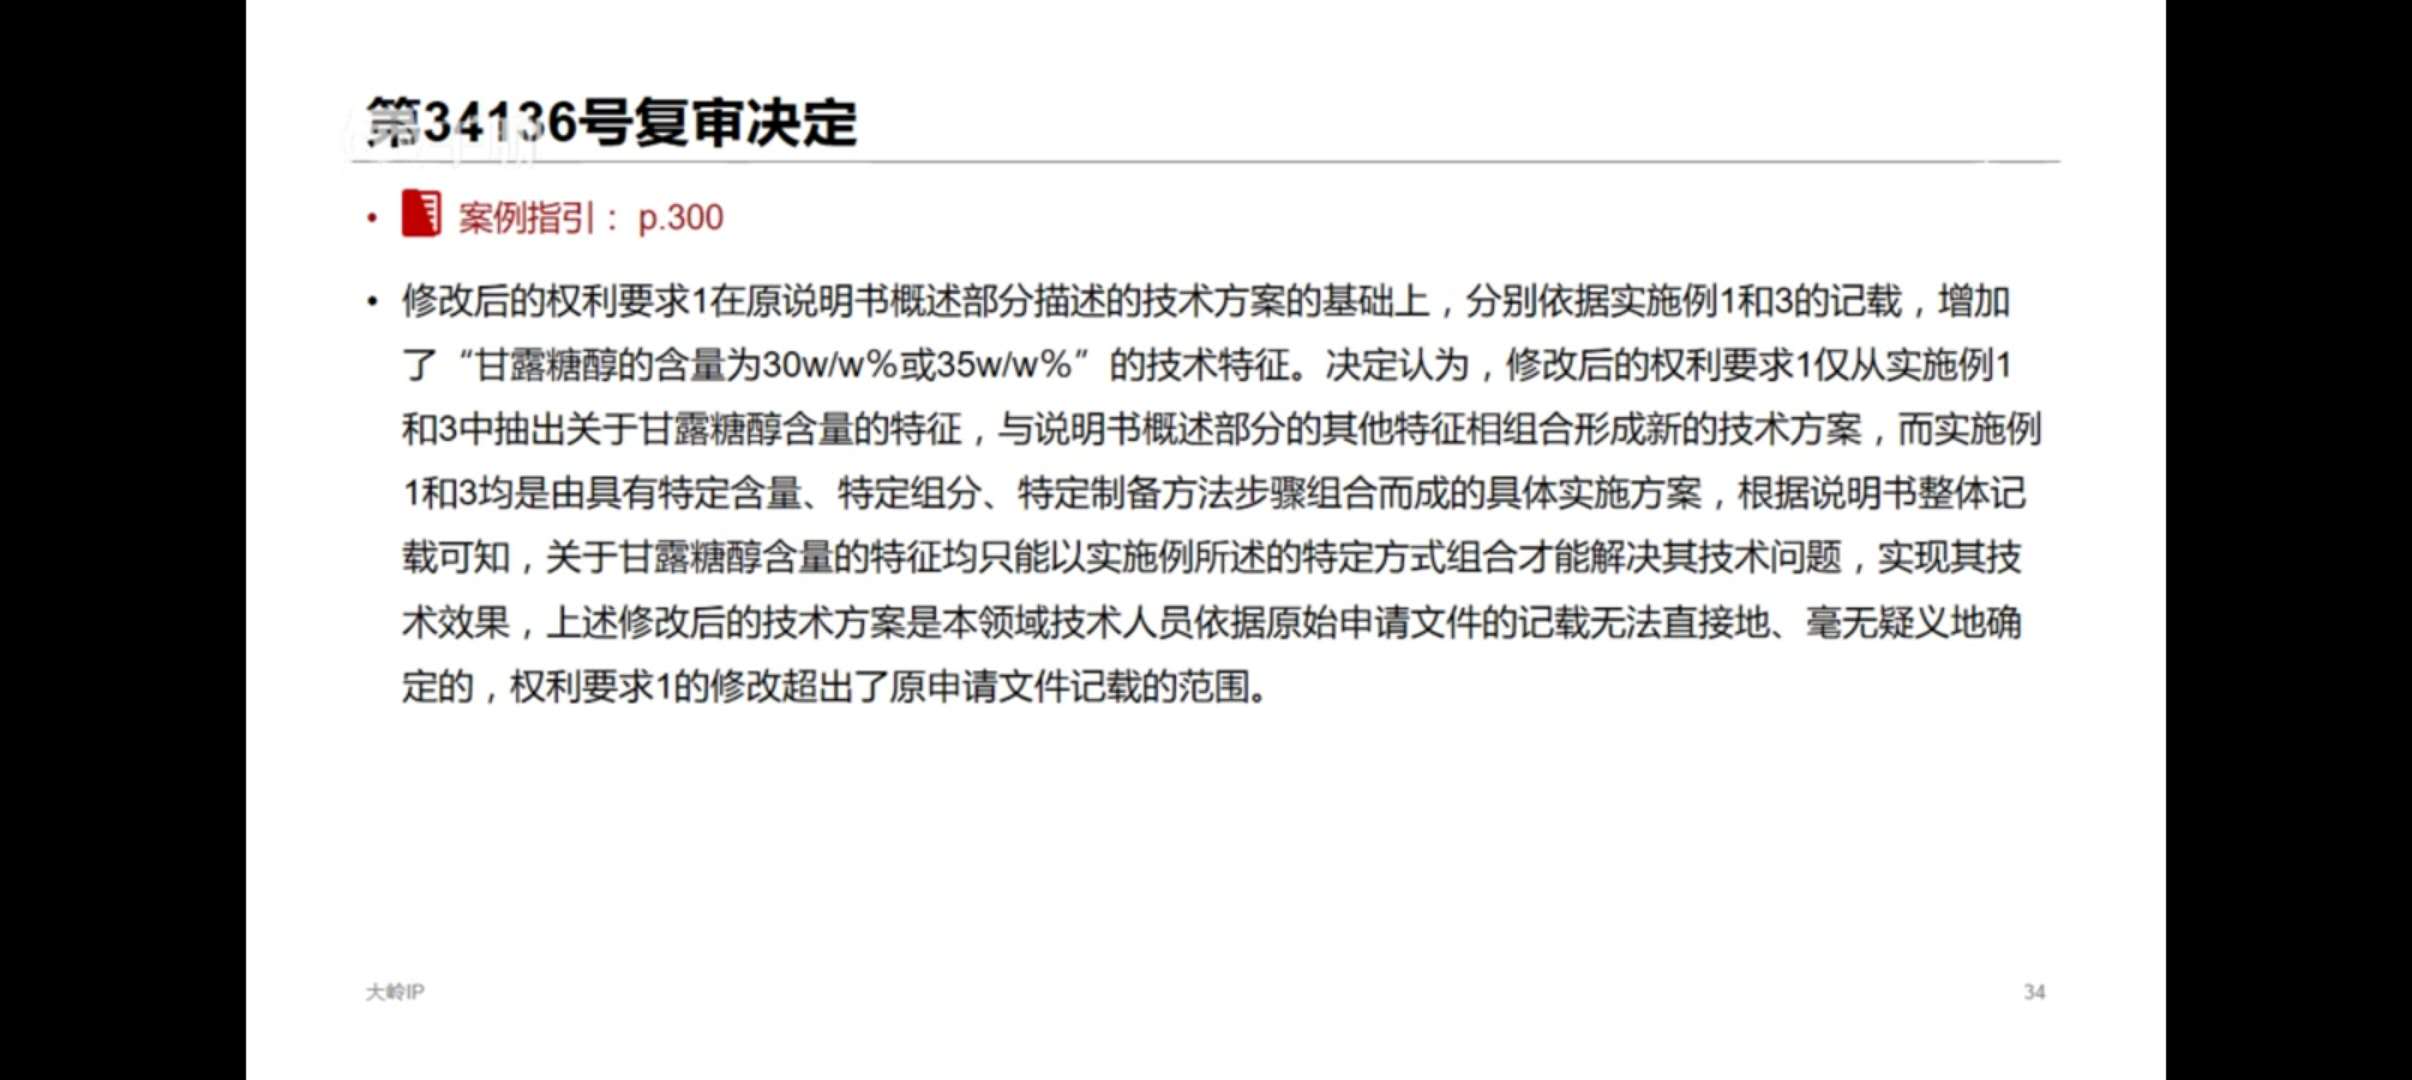 第34136号复审决定
• 案例指引： p.300
• 修改后的权利要求1在原说明书概述部分描述的技术方案的基础上，分别依据实施例1和3的记载，增加
了“甘露糖醇的含量为30w/w%或35w/w%”的技术特征。决定认为，修改后的权利要求1仅从实施例1
和3中抽出关于甘露糖醇含量的特征，与说明书概述部分的其他特征相组合形成新的技术方案，而实施例
1和3均是由具有特定含量、特定组分、特定制备方法步骤组合而成的具体实施方案，根据说明书整体记
载可知，关于甘露糖醇含量的特征均只能以实施例所述的特定方式组合才能解决其技术问题，实现其技
术效果，上述修改后的技术方案是本领域技术人员依据原始申请文件的记载无法直接地、毫无疑义地确
定的，权利要求1的修改超出了原申请文件记载的范围。
大岭IP
34